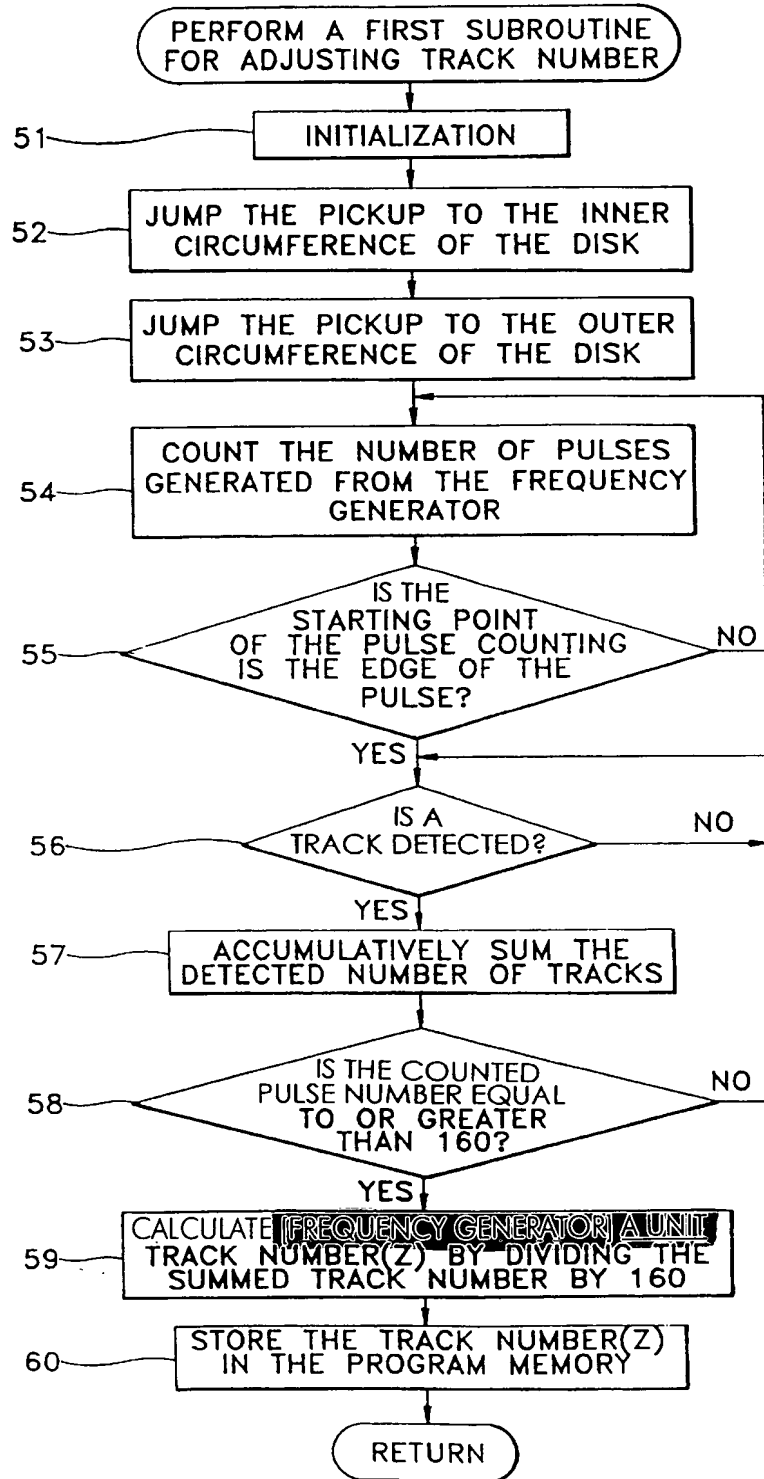 PERFORM A FIRST SUBROUTINE
FOR ADJUSTING TRACK NUMBER
51
INITIALIZATION
52
JUMP THE PICKUP TO THE INNER
CIRCUMFERENCE OF THE DISK
53
JUMP THE PICKUP TO THE OUTER
CIRCUMFERENCE OF THE DISK
54
COUNT THE NUMBER OF PULSES
GENERATED FROM THE FREQUENCY
GENERATOR
55
IS THE
STARTING POINT
OF THE PULSE COUNTING
IS THE EDGE OF THE
PULSE?
NO
YES
56
IS A
TRACK DETECTED?
NO
YES
57
ACCUMULATIVELY SUM THE
DETECTED NUMBER OF TRACKS
58
IS THE COUNTED
PULSE NUMBER EQUAL
TO OR GREATER
THAN 160?
NO
YES
59
CALCULATE [FREQUENCY GENERATOR] A UNIT
TRACK NUMBER(Z) BY DIVIDING THE
SUMMED TRACK NUMBER BY 160
60
STORE THE TRACK NUMBER(Z)
IN THE PROGRAM MEMORY
RETURN